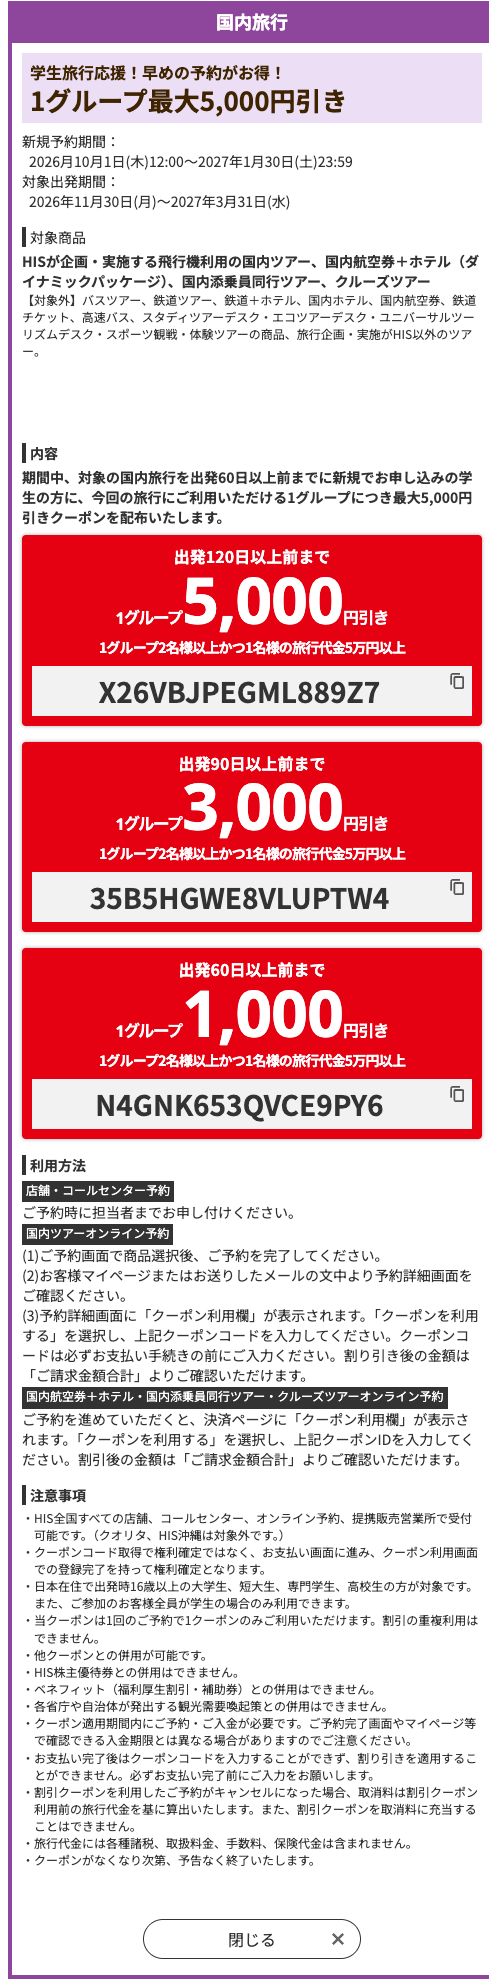 国内旅行
学生旅行応援！早めの予約がお得！
1グループ最大5,000円引き
新規予約期間：
2026月10月1日(木)12:00～2027年1月30日(土)23:59
対象出発期間：
2026年11月30日(月)～2027年3月31日(水)
対象商品
HISが企画・実施する飛行機利用の国内ツアー、国内航空券＋ホテル（ダ
イナミックパッケージ）、国内添乗員同行ツアー、クルーズツアー
【対象外】バスツアー、鉄道ツアー、鉄道＋ホテル、国内ホテル、国内航空券、鉄道
チケット、高速バス、スタディツアーデスク・エコツアーデスク・ユニバーサルツー
リズムデスク・スポーツ観戦・体験ツアーの商品、旅行企画・実施がHIS以外のツア
ー。
内容
期間中、対象の国内旅行を出発60日以上前までに新規でお申し込みの学
生の方に、今回の旅行にご利用いただける1グループにつき最大5,000円
引きクーポンを配布いたします。
出発120日以上前まで
1グループ5,000円引き
1グループ2名様以上かつ1名様の旅行代金5万円以上
X26VBJPEGML889Z7
出発90日以上前まで
1グループ3,000円引き
1グループ2名様以上かつ1名様の旅行代金5万円以上
35B5HGWE8VLUPTW4
出発60日以上前まで
1グループ1,000円引き
1グループ2名様以上かつ1名様の旅行代金5万円以上
N4GNK653QVCE9PY6
利用方法
店舗・コールセンター予約
ご予約時に担当者までお申し付けください。
国内ツアーオンライン予約
(1)ご予約画面で商品選択後、ご予約を完了してください。
(2)お客様マイページまたはお送りしたメールの文中より予約詳細画面を
ご確認ください。
(3)予約詳細画面に「クーポン利用欄」が表示されます。「クーポンを利用
する」を選択し、上記クーポンコードを入力してください。クーポンコ
ードは必ずお支払い手続きの前にご入力ください。割り引き後の金額は
「ご請求金額合計」よりご確認いただけます。
国内航空券＋ホテル・国内添乗員同行ツアー・クルーズツアーオンライン予約
ご予約を進めていただくと、決済ページに「クーポン利用欄」が表示さ
れます。「クーポンを利用する」を選択し、上記クーポンIDを入力してく
ださい。割引後の金額は「ご請求金額合計」よりご確認いただけます。
注意事項
・HIS全国すべての店舗、コールセンター、オンライン予約、提携販売営業所で受付
可能です。（クオリタ、HIS沖縄は対象外です。）
・クーポンコード取得で権利確定ではなく、お支払い画面に進み、クーポン利用画面
での登録完了を持って権利確定となります。
・日本在住で出発時16歳以上の大学生、短大生、専門学生、高校生の方が対象です。
また、ご参加のお客様全員が学生の場合のみ利用できます。
・当クーポンは1回のご予約で1クーポンのみご利用いただけます。割引の重複利用は
できません。
・他クーポンとの併用が可能です。
・HIS株主優待券との併用はできません。
・ベネフィット（福利厚生割引・補助券）との併用はできません。
・各省庁や自治体が発出する観光需要喚起策との併用はできません。
・クーポン適用期間内にご予約・ご入金が必要です。ご予約完了画面やマイページ等
で確認できる入金期限とは異なる場合がありますのでご注意ください。
・お支払い完了後はクーポンコードを入力することができず、割り引きを適用するこ
とができません。必ずお支払い完了前にご入力をお願いします。
・割引クーポンを利用したご予約がキャンセルになった場合、取消料は割引クーポン
利用前の旅行代金を基に算出いたします。また、割引クーポンを取消料に充当する
ことはできません。
・旅行代金には各種諸税、取扱料金、手数料、保険代金は含まれません。
・クーポンがなくなり次第、予告なく終了いたします。
閉じる ✕